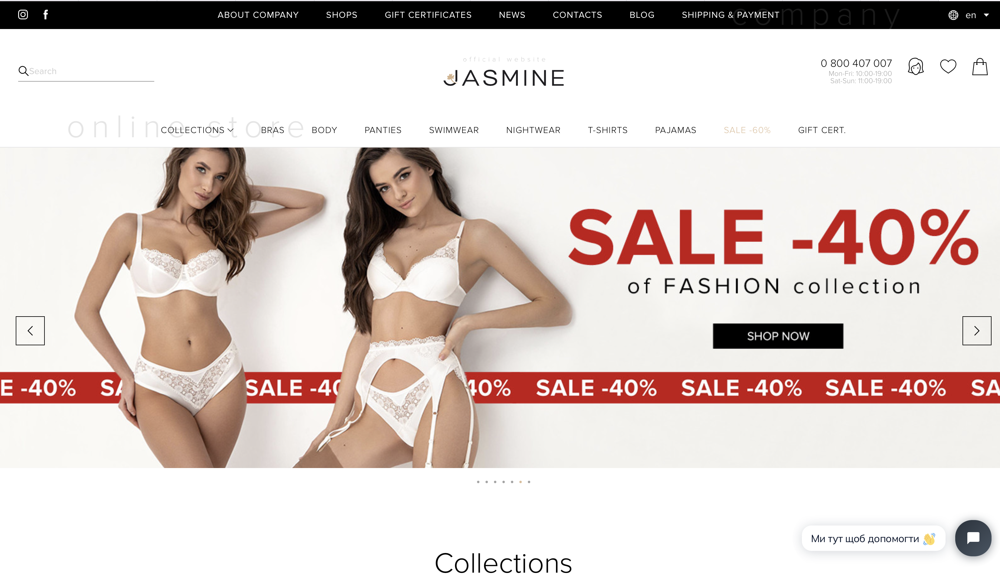 ABOUT COMPANY SHOPS GIFT CERTIFICATES NEWS CONTACTS BLOG SHIPPING & PAYMENT en
company
Search
official website
JASMINE
0 800 407 007
Mon-Fri: 10:00-19:00
Sat-Sun: 11:00-19:00
online store
COLLECTIONS BRAS BODY PANTIES SWIMWEAR NIGHTWEAR T-SHIRTS PAJAMAS SALE -60% GIFT CERT.
SALE -40%
of FASHION collection
SHOP NOW
E -40% SA SALE -40 40% SALE -40% SALE -40% SALE -40% SA
Ми тут щоб допомогти 👋
Collections